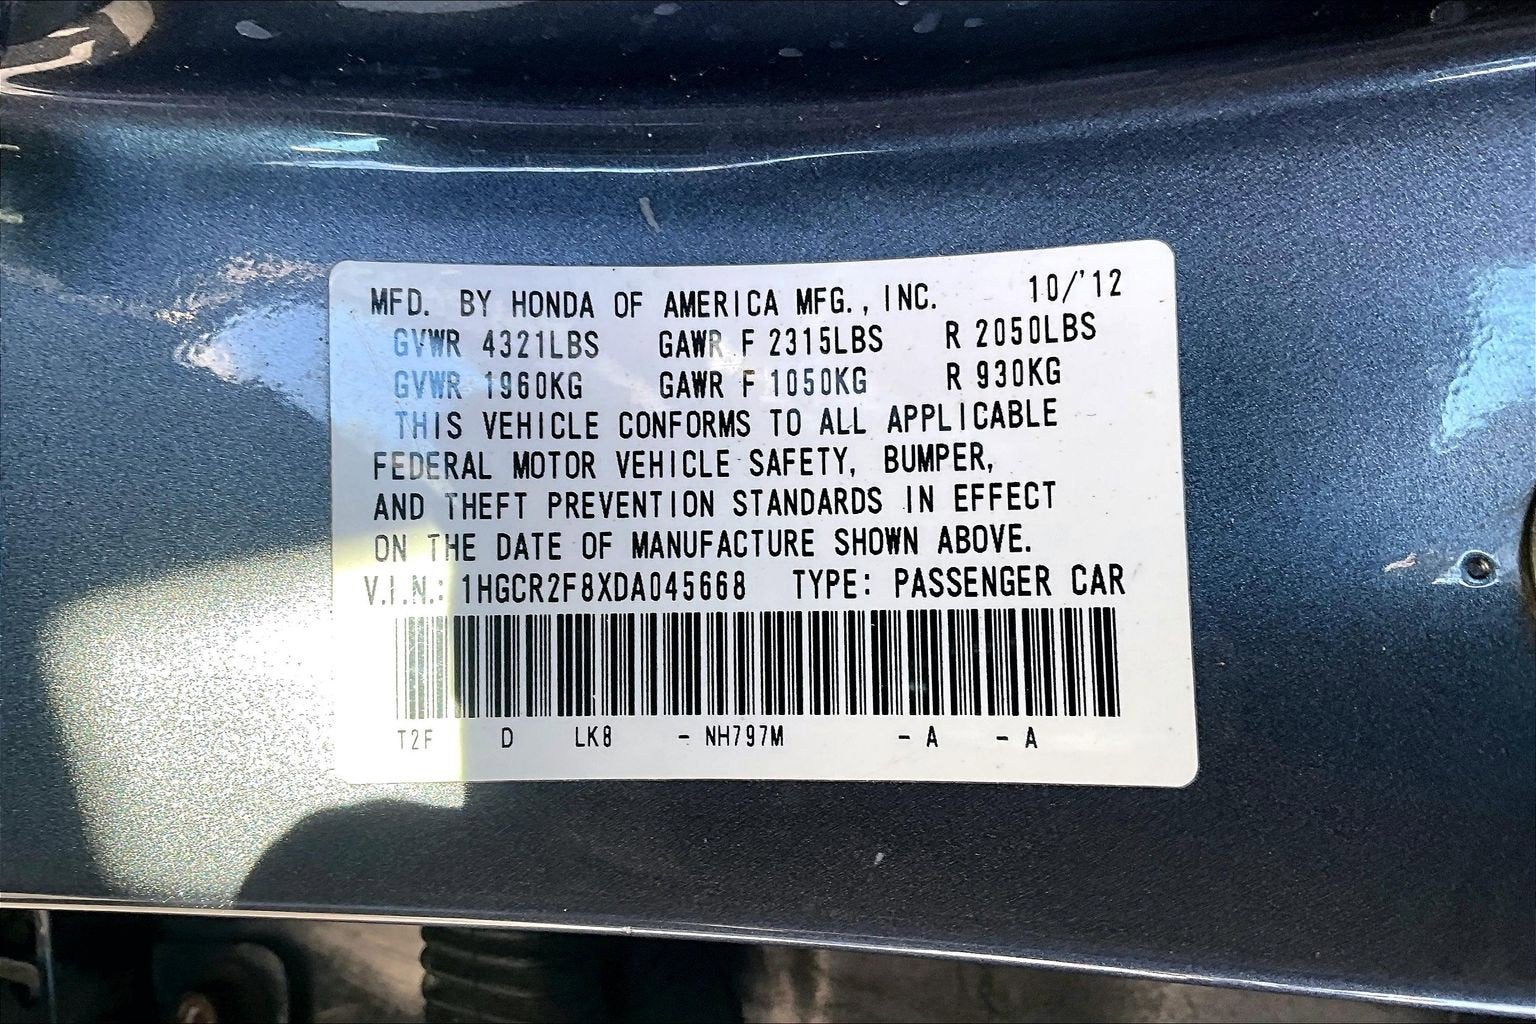 MFD. BY HONDA OF AMERICA MFG., INC. 10/'12
GVWR 4321LBS GAWR F 2315LBS R 2050LBS
GVWR 1960KG GAWR F 1050KG R 930KG
THIS VEHICLE CONFORMS TO ALL APPLICABLE
FEDERAL MOTOR VEHICLE SAFETY, BUMPER,
AND THEFT PREVENTION STANDARDS IN EFFECT
ON THE DATE OF MANUFACTURE SHOWN ABOVE.
V.I.N.: 1HGCR2F8XDA045668 TYPE: PASSENGER CAR
T2F D LK8 - NH797M - A - A